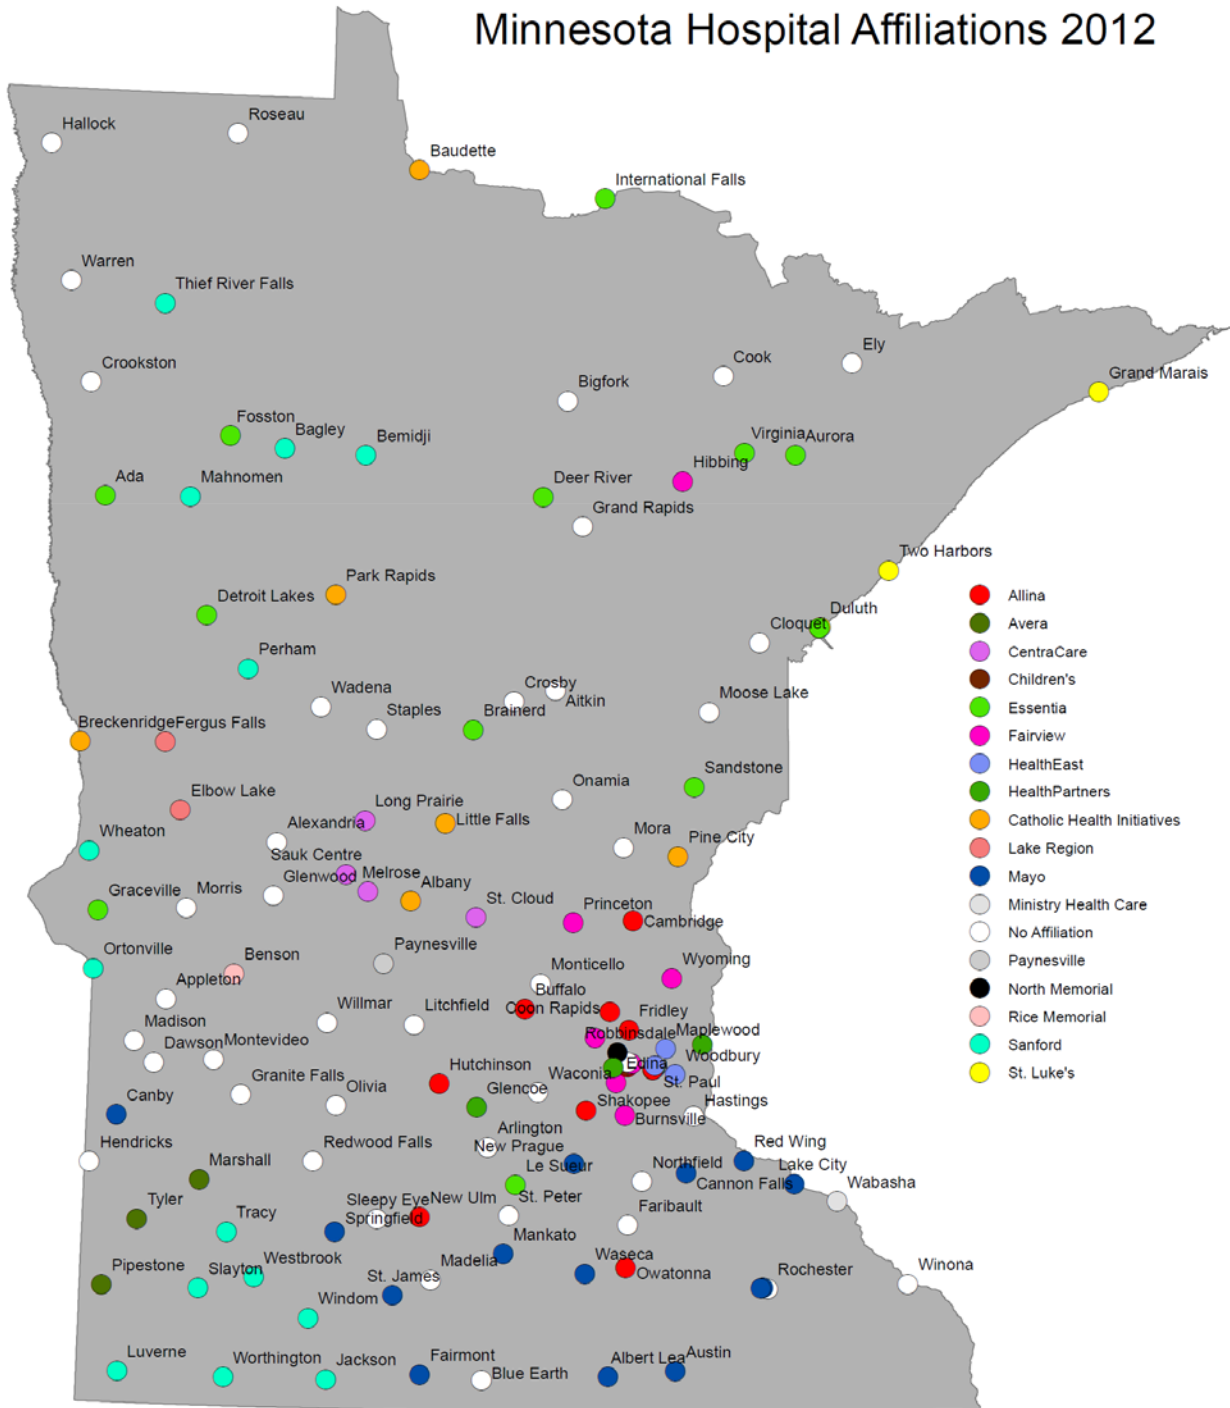 Minnesota Hospital Affiliations 2012
Hallock
Roseau
Baudette
International Falls
Warren
Thief River Falls
Crookston
Bigfork
Cook
Ely
Grand Marais
Fosston
Bagley
Bemidji
Virginia
Aurora
Hibbing
Ada
Mahnomen
Deer River
Grand Rapids
Two Harbors
Park Rapids
Detroit Lakes
Duluth
Cloquet
Perham
Wadena
Staples
Crosby
Aitkin
Brainerd
Moose Lake
Breckenridge
Fergus Falls
Sandstone
Onamia
Elbow Lake
Long Prairie
Little Falls
Alexandria
Wheaton
Mora
Pine City
Sauk Centre
Glenwood
Melrose
Albany
Graceville
Morris
St. Cloud
Princeton
Cambridge
Ortonville
Benson
Paynesville
Wyoming
Appleton
Monticello
Buffalo
Coon Rapids
Fridley
Willmar
Litchfield
Madison
Dawson
Montevideo
Robbinsdale
Maplewood
Edina
Woodbury
Granite Falls
Olivia
Hutchinson
Waconia
St. Paul
Glencoe
Shakopee
Hastings
Canby
Burnsville
Arlington
New Prague
Hendricks
Redwood Falls
Red Wing
Marshall
Le Sueur
Northfield
Cannon Falls
Lake City
Wabasha
Tyler
Tracy
Sleepy Eye
New Ulm
Springfield
St. Peter
Faribault
Mankato
Pipestone
Slayton
Westbrook
St. James
Madelia
Waseca
Owatonna
Rochester
Winona
Windom
Luverne
Worthington
Jackson
Fairmont
Blue Earth
Albert Lea
Austin
Allina
Avera
CentraCare
Children's
Essentia
Fairview
HealthEast
HealthPartners
Catholic Health Initiatives
Lake Region
Mayo
Ministry Health Care
No Affiliation
Paynesville
North Memorial
Rice Memorial
Sanford
St. Luke's